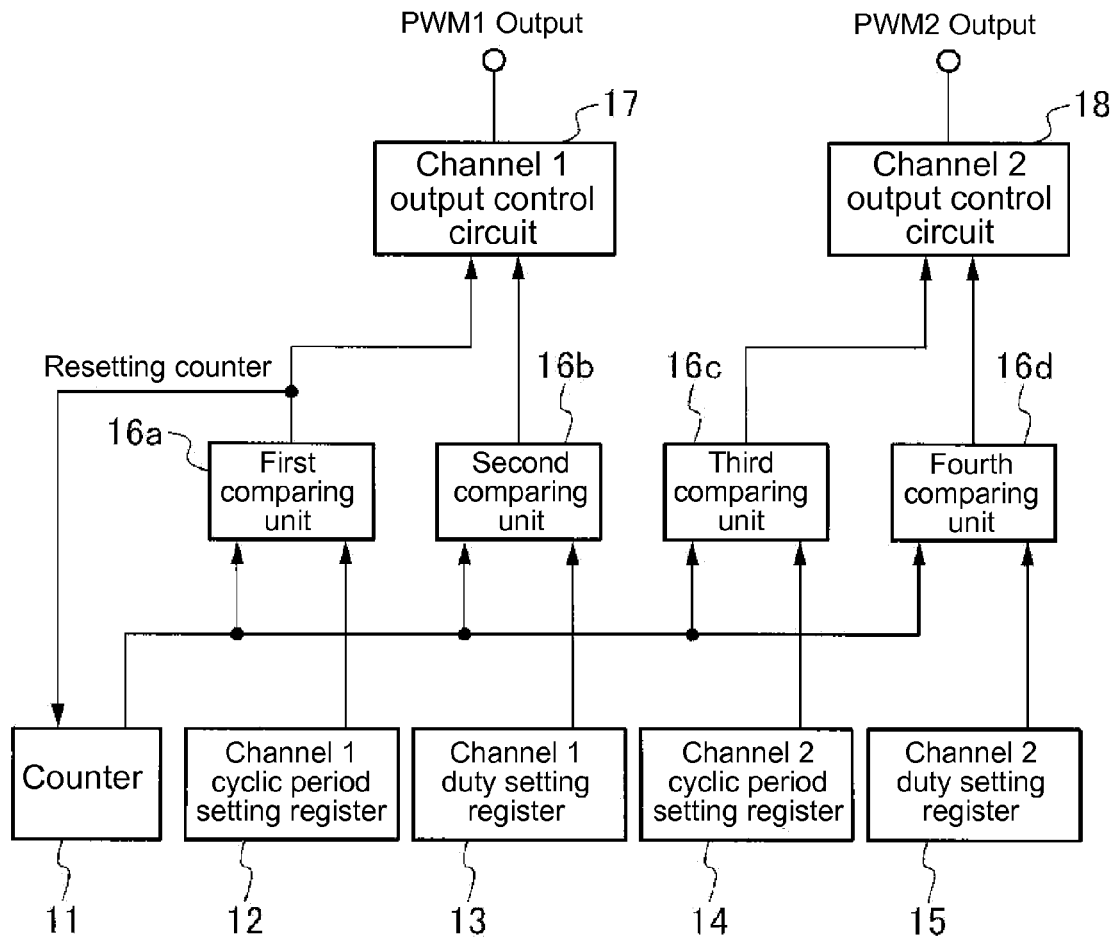 PWM1 Output
PWM2 Output
17
18
Channel 1
output control
circuit
Channel 2
output control
circuit
Resetting counter
16a
16b
16c
16d
First
comparing
unit
Second
comparing
unit
Third
comparing
unit
Fourth
comparing
unit
Counter
Channel 1
cyclic period
setting register
Channel 1
duty setting
register
Channel 2
cyclic period
setting register
Channel 2
duty setting
register
11
12
13
14
15